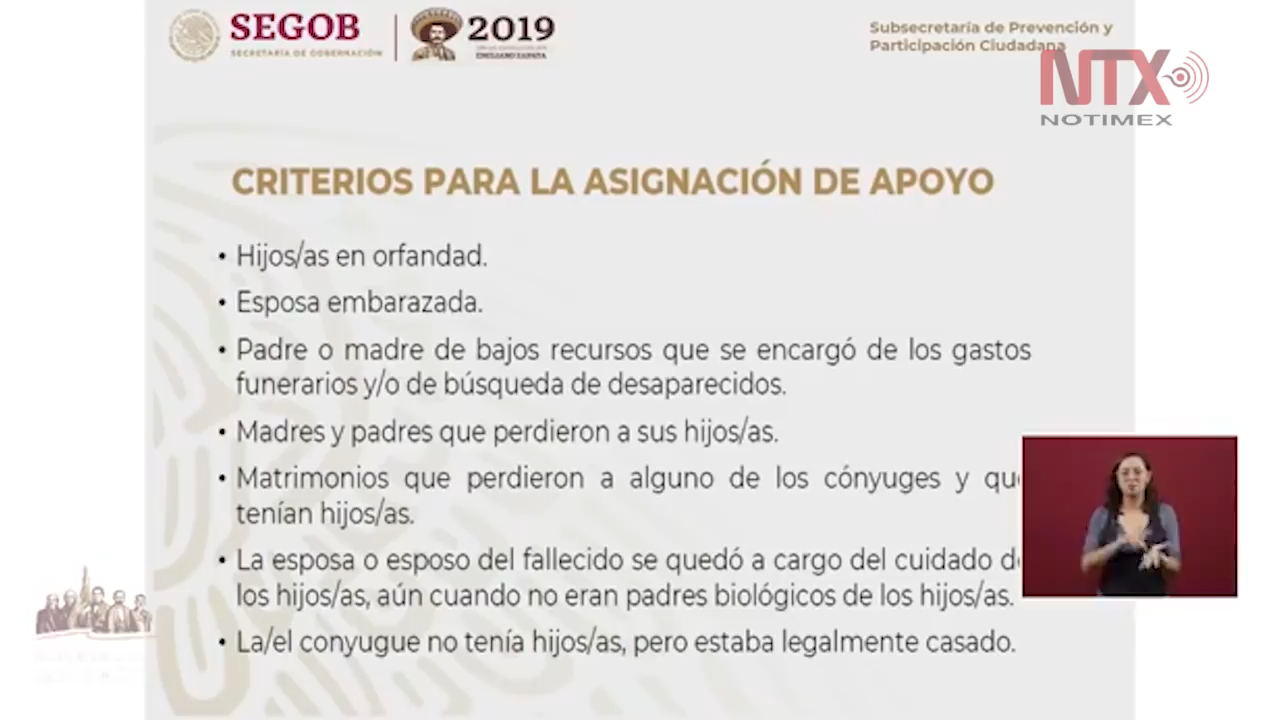 SEGOB
SECRETARÍA DE GOBERNACIÓN
2019
EMILIANO ZAPATA
Subsecretaría de Prevención y
Participación Ciudadana
NTX
NOTIMEX
CRITERIOS PARA LA ASIGNACIÓN DE APOYO
• Hijos/as en orfandad.
• Esposa embarazada.
• Padre o madre de bajos recursos que se encargó de los gastos
funerarios y/o de búsqueda de desaparecidos.
• Madres y padres que perdieron a sus hijos/as.
• Matrimonios que perdieron a alguno de los cónyuges y qu
tenían hijos/as.
• La esposa o esposo del fallecido se quedó a cargo del cuidado d
los hijos/as, aún cuando no eran padres biológicos de los hijos/as.
• La/el conyugue no tenía hijos/as, pero estaba legalmente casado.